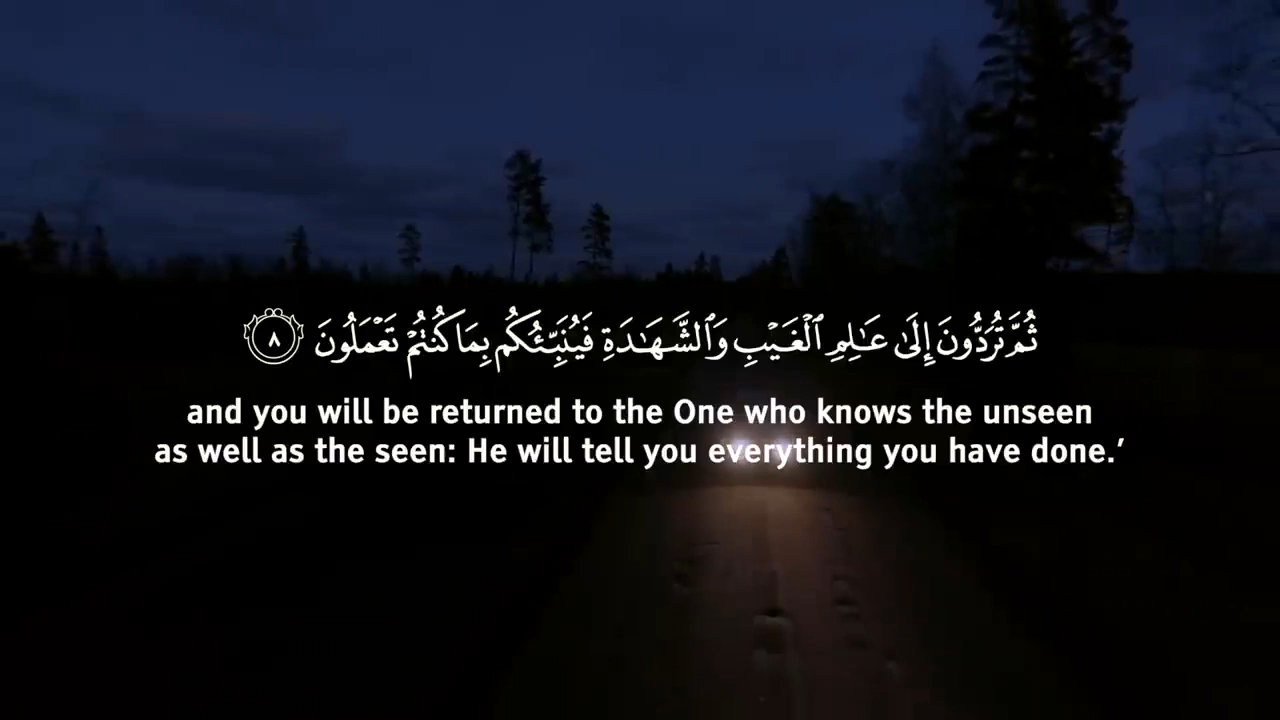 ثُمَّ تُرَدُّونَ إِلَىٰ عَـٰلِمِ ٱلْغَيْبِ وَٱلشَّهَـٰدَةِ فَيُنَبِّئُكُم بِمَا كُنتُمْ تَعْمَلُونَ ٨
and you will be returned to the One who knows the unseen
as well as the seen: He will tell you everything you have done.’